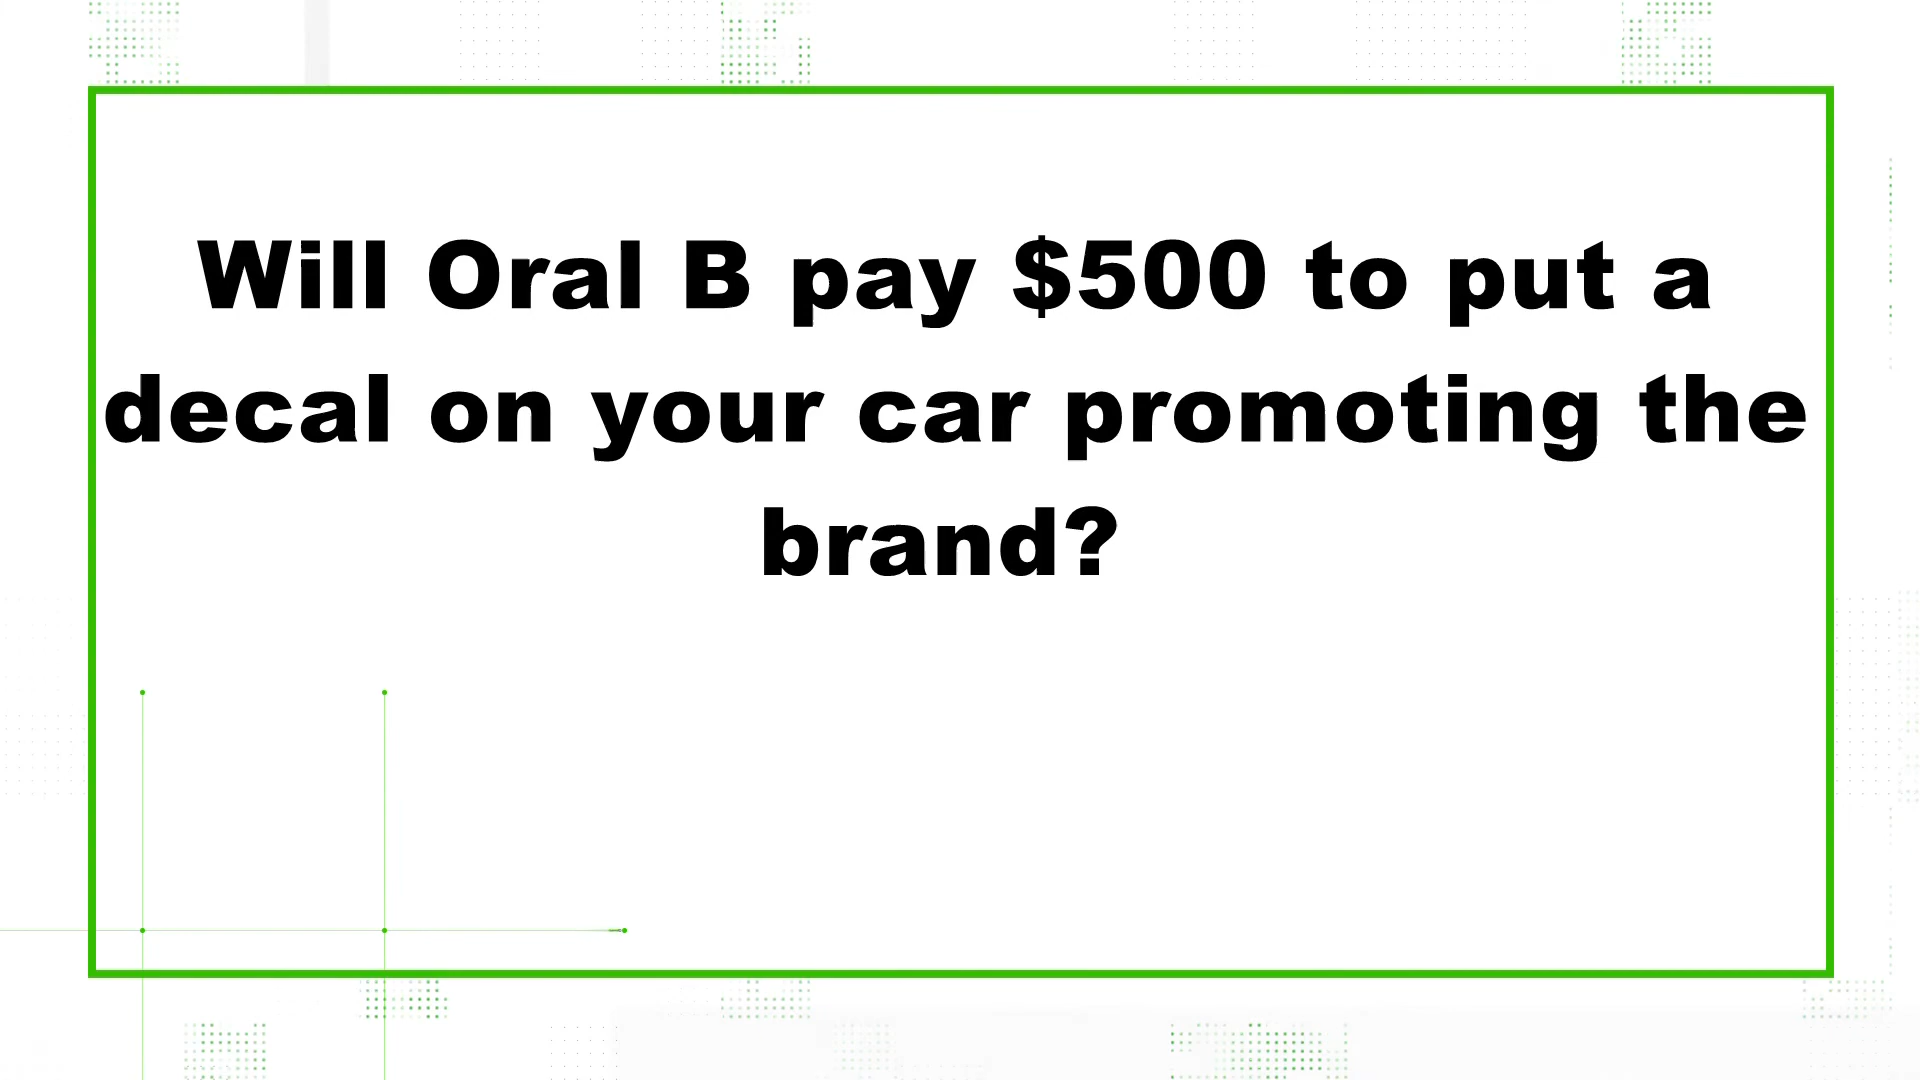 Will Oral B pay $500 to put a
decal on your car promoting the
brand?